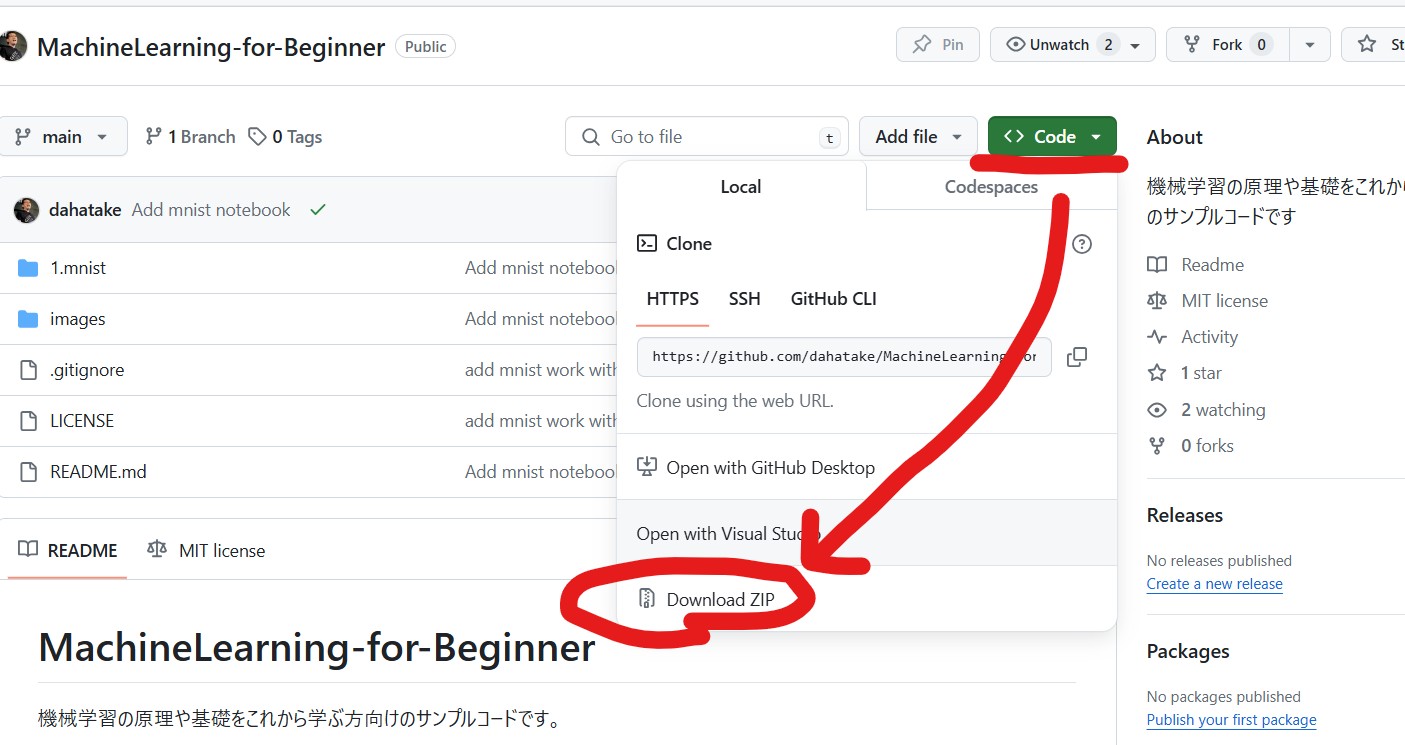 MachineLearning-for-Beginner Public Pin Unwatch 2 Fork 0 St
main 1 Branch 0 Tags Go to file t Add file Code
dahatake Add mnist notebook
1.mnist Add mnist noteboo
images Add mnist noteboo
.gitignore add mnist work with
LICENSE add mnist work with
README.md Add mnist noteboo
Local Codespaces
Clone
HTTPS SSH GitHub CLI
https://github.com/dahatake/MachineLearning
Clone using the web URL.
Open with GitHub Desktop
Open with Visual Studio
Download ZIP
README MIT license
MachineLearning-for-Beginner
機械学習の原理や基礎をこれから学ぶ方向けのサンプルコードです。
About
機械学習の原理や基礎をこれか
のサンプルコードです
Readme
MIT license
Activity
1 star
2 watching
0 forks
Releases
No releases published
Create a new release
Packages
No packages published
Publish your first package